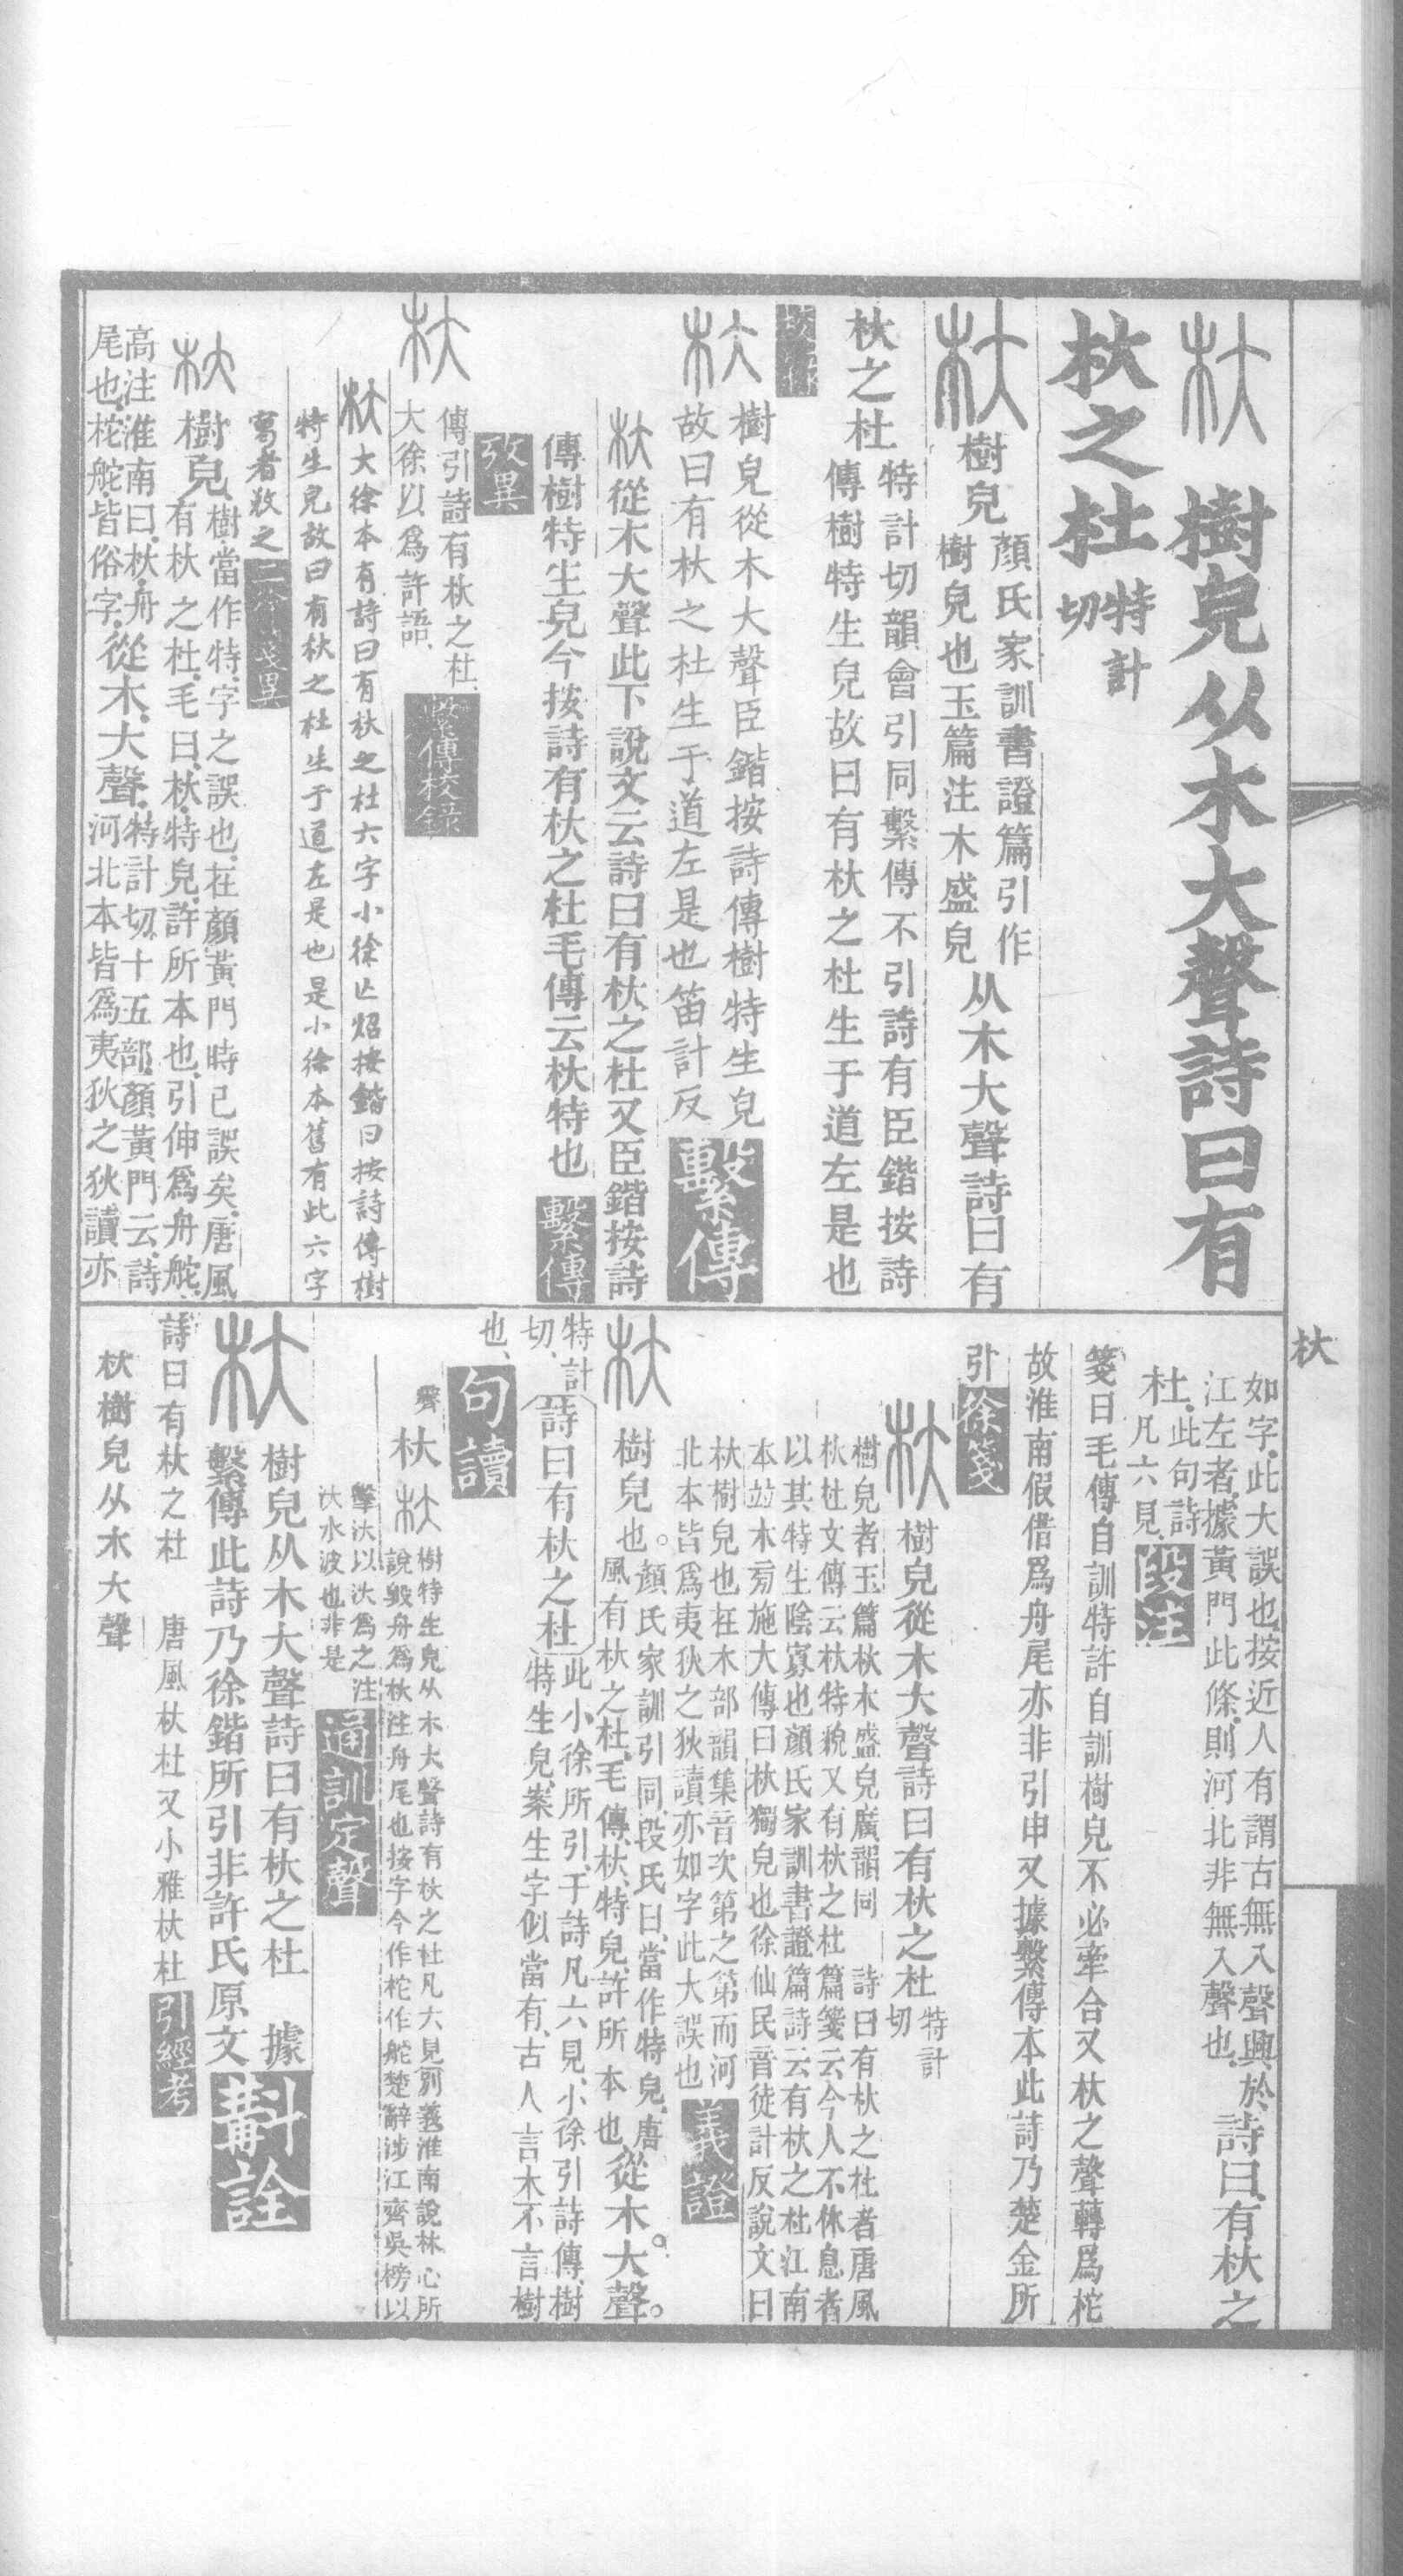 杕 樹皃从木大聲詩曰有
杕之杜特計切
杕樹皃顏氏家訓書證篇引作
樹皃也玉篇注木盛皃从木大聲詩曰有
杕之杜特計切韻會引同繫傳不引詩有臣鍇按詩
傳樹特生皃故曰有杕之杜生于道左是也
校議
杕樹皃從木大聲臣鍇按詩傳樹特生皃
故曰有杕之杜生于道左是也笛計反繫傳
杕從木大聲此下說文云詩曰有杕之杜又臣鍇按詩
傳樹特生皃今按詩有杕之杜毛傳云杕特也繫傳
攷異
杕傳引詩有杕之杜
大徐以爲許語繫傳校錄
杕大徐本有詩曰有杕之杜六字小徐亾炤按鍇曰按詩傳樹
特生皃故曰有杕之杜生于道左是也是小徐本舊有此六字
寫者敚之二徐箋異
杕樹皃樹當作特字之誤也在顏黃門時已誤矣唐風
有杕之杜毛曰杕特皃許所本也引伸爲舟舵
高注淮南曰杕舟
尾也柁舵皆俗字從木大聲特計切十五部顏黃門云詩
河北本皆爲夷狄之狄讀亦
杕
如字此大誤也按近人有謂古無入聲興於
江左者據黃門此條則河北非無入聲也詩曰有杕之
杜此句詩凡六見段注
箋曰毛傳自訓特許自訓樹皃不必牽合又杕之聲轉爲柁
故淮南假借爲舟尾亦非引申又據繫傳本此詩乃楚金所
引徐箋
杕樹皃從木大聲詩曰有杕之杜特計切
樹皃者玉篇杕木盛皃廣韻同 詩曰有杕之杜者唐風
杕杜文傳云杕特貌又有杕之杜篇箋云今人不休息者
以其特生陰寡也顏氏家訓書證篇詩云有杕之杜江南
本竝木旁施大傳曰杕獨皃也徐仙民音徒計反說文曰
杕樹皃也在木部韻集音次第之第而河
北本皆爲夷狄之狄讀亦如字此大誤也義證
杕樹皃也。顏氏家訓引同段氏曰當作特皃唐
風有杕之杜毛傳杕特皃許所本也從木。大聲。
特計切詩曰有杕之杜此小徐所引于詩凡六見小徐引詩傳樹
特生皃案生字似當有古人言木不言樹
也句讀
杕 杕樹特生皃从木大聲詩有杕之杜凡六見別義淮南說林心所
說毀舟爲杕注舟尾也按字今作柁作舵楚辭涉江齊吳榜以
擊汏以汏爲之注
汏水波也非是通訓定聲
杕樹皃从木大聲詩曰有杕之杜 據
繫傳此詩乃徐鍇所引非許氏原文斠詮
詩曰有杕之杜 唐風杕杜又小雅杕杜引經考
杕樹皃从木大聲